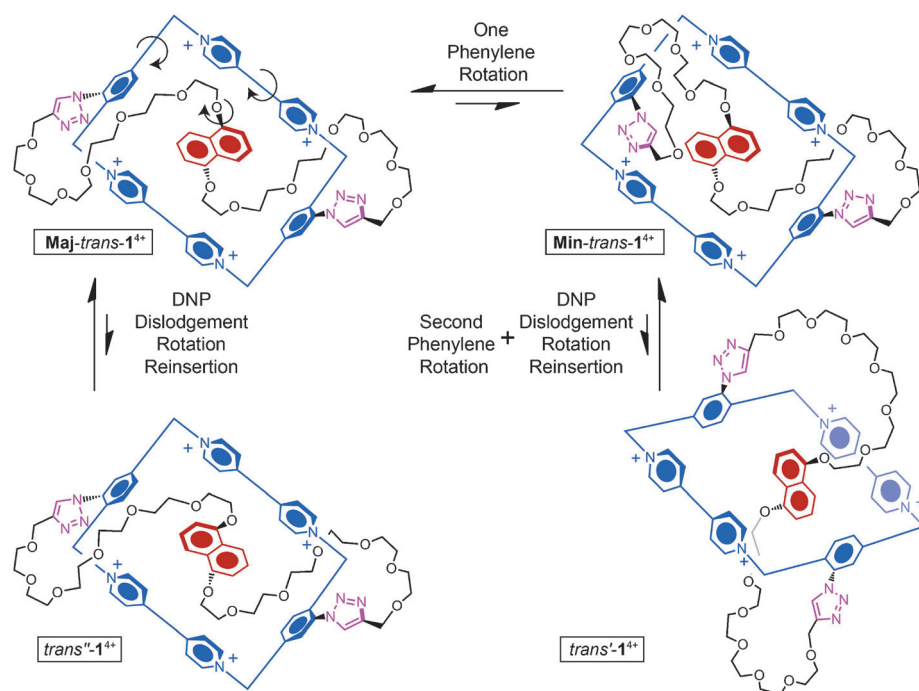 One
Phenylene
Rotation
Maj-trans-1⁴⁺
Min-trans-1⁴⁺
DNP
Dislodgement
Rotation
Reinsertion
Second
Phenylene
Rotation
+
DNP
Dislodgement
Rotation
Reinsertion
trans″-1⁴⁺
trans′-1⁴⁺